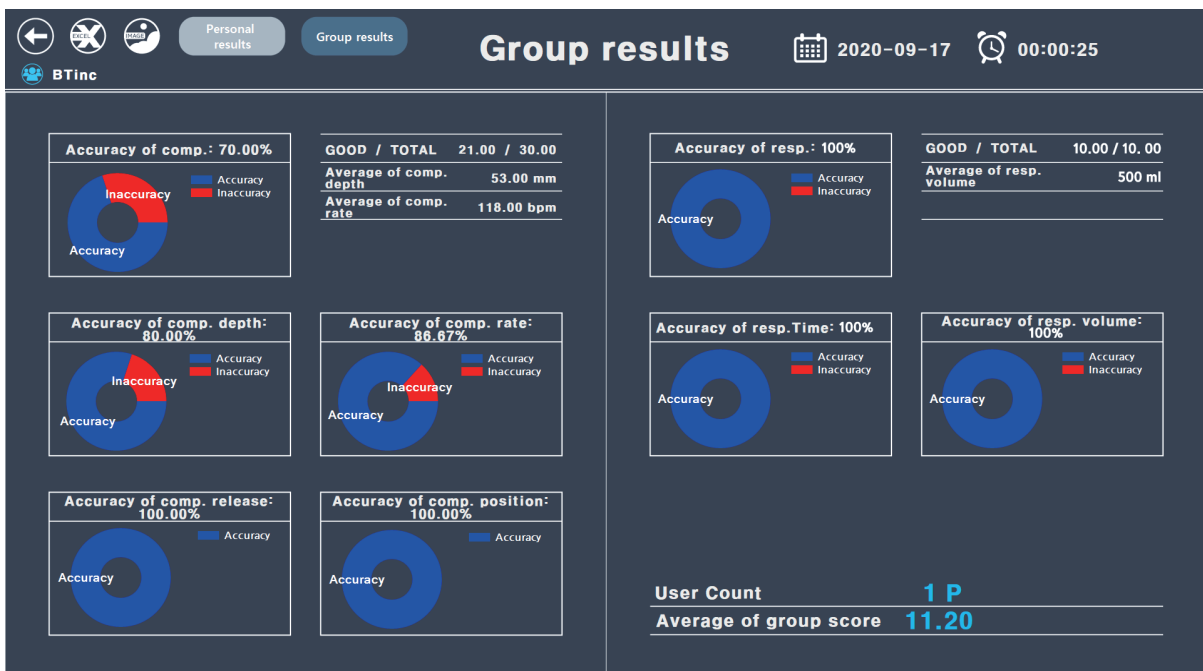 EXCEL
IMAGE
Personal
results
Group results
Group results
2020-09-17
00:00:25
BTinc
Accuracy of comp.: 70.00%
Accuracy
Inaccuracy
Inaccuracy
Accuracy
GOOD / TOTAL 21.00 / 30.00
Average of comp.
depth 53.00 mm
Average of comp.
rate 118.00 bpm
Accuracy of comp. depth:
80.00%
Accuracy
Inaccuracy
Inaccuracy
Accuracy
Accuracy of comp. rate:
86.67%
Accuracy
Inaccuracy
Inaccuracy
Accuracy
Accuracy of comp. release:
100.00%
Accuracy
Accuracy
Accuracy of comp. position:
100.00%
Accuracy
Accuracy
Accuracy of resp.: 100%
Accuracy
Inaccuracy
Accuracy
GOOD / TOTAL 10.00 / 10. 00
Average of resp.
volume 500 ml
Accuracy of resp.Time: 100%
Accuracy
Inaccuracy
Accuracy
Accuracy of resp. volume:
100%
Accuracy
Inaccuracy
Accuracy
User Count 1 P
Average of group score 11.20